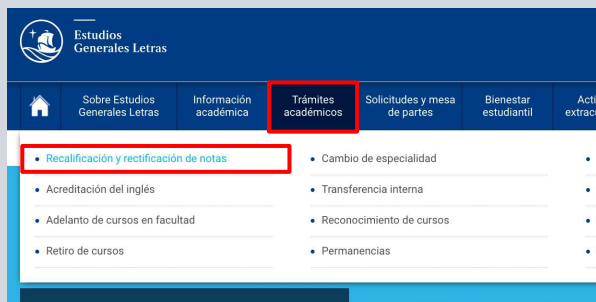 Estudios
Generales Letras
Sobre Estudios
Generales Letras
Información
académica
Trámites
académicos
Solicitudes y mesa
de partes
Bienestar
estudiantil
Recalificación y rectificación de notas
Acreditación del inglés
Adelanto de cursos en facultad
Retiro de cursos
Cambio de especialidad
Transferencia interna
Reconocimiento de cursos
Permanencias